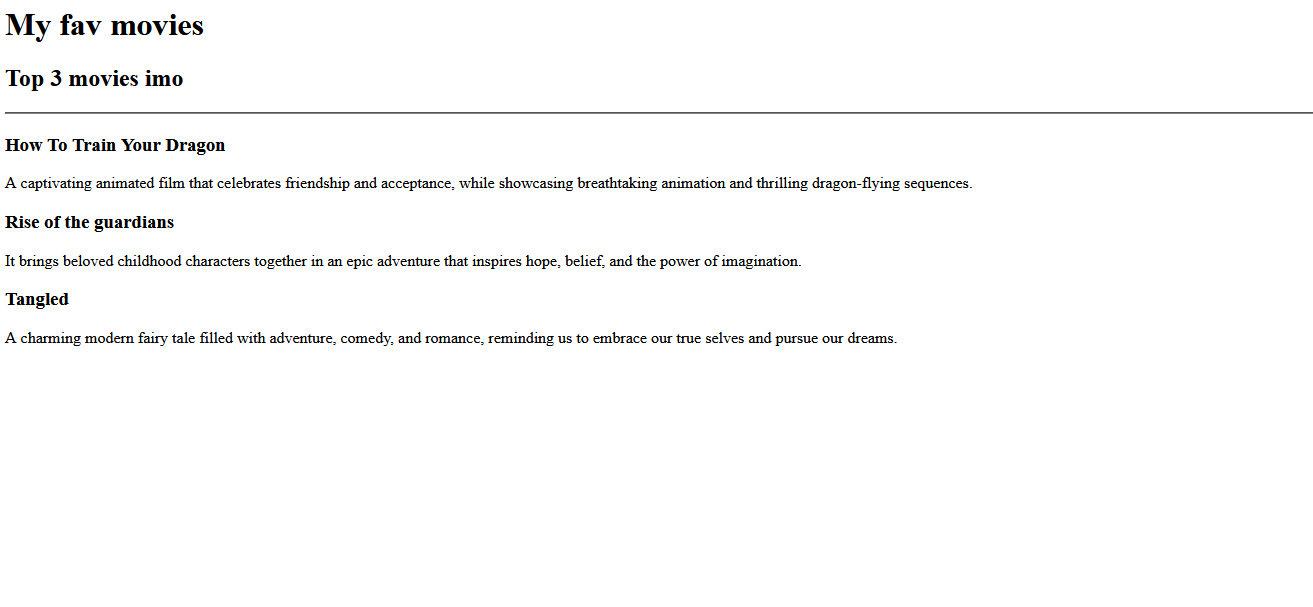 My fav movies
Top 3 movies imo
How To Train Your Dragon
A captivating animated film that celebrates friendship and acceptance, while showcasing breathtaking animation and thrilling dragon-flying sequences.
Rise of the guardians
It brings beloved childhood characters together in an epic adventure that inspires hope, belief, and the power of imagination.
Tangled
A charming modern fairy tale filled with adventure, comedy, and romance, reminding us to embrace our true selves and pursue our dreams.